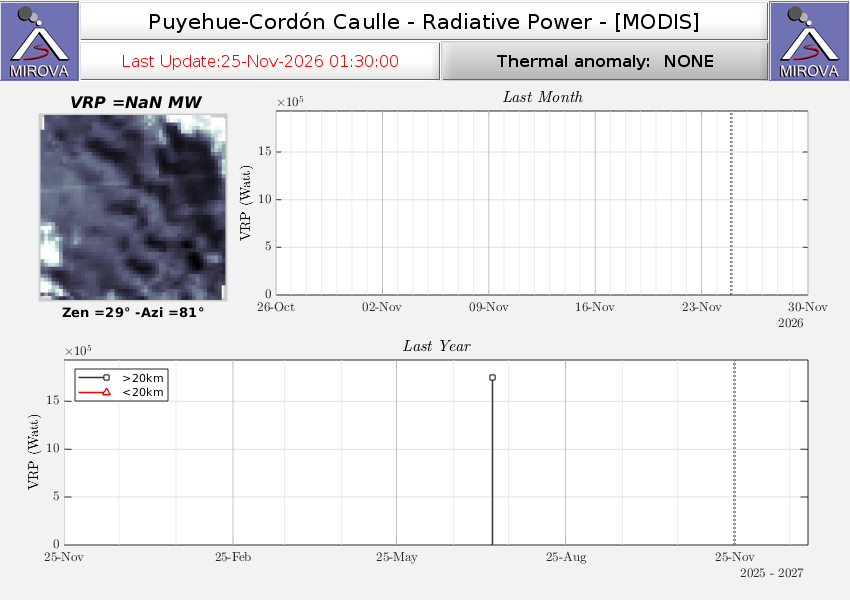 Puyehue-Cordón Caulle - Radiative Power - [MODIS]
MIROVA
MIROVA
Last Update:25-Nov-2026 01:30:00
Thermal anomaly: NONE
VRP =NaN MW
Zen =29° -Azi =81°
Last Month
×10⁵
VRP (Watt)
15
10
5
0
26-Oct
02-Nov
09-Nov
16-Nov
23-Nov
30-Nov
2026
Last Year
×10⁵
VRP (Watt)
>20km
<20km
15
10
5
0
25-Nov
25-Feb
25-May
25-Aug
25-Nov
2025 - 2027